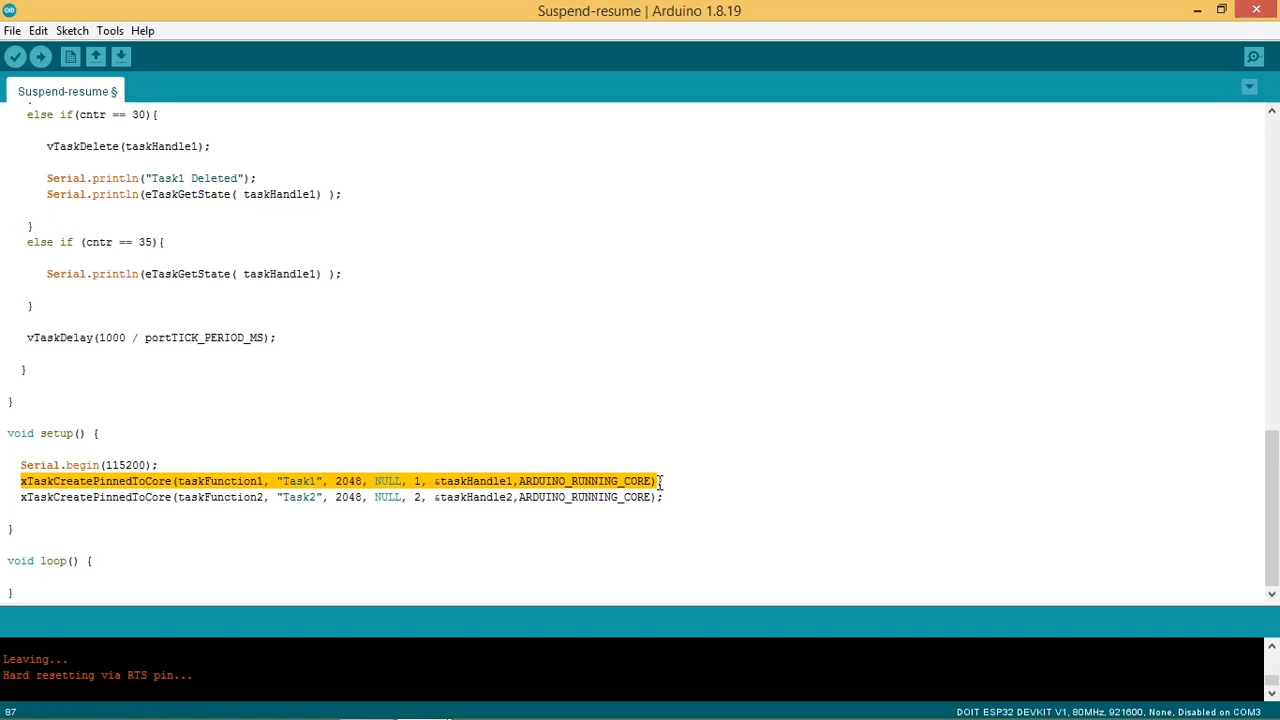 Suspend-resume | Arduino 1.8.19
File Edit Sketch Tools Help
Suspend-resume §
else if(cntr == 30){
vTaskDelete(taskHandle1);
Serial.println("Task1 Deleted");
Serial.println(eTaskGetState( taskHandle1) );
}
else if (cntr == 35){
Serial.println(eTaskGetState( taskHandle1) );
}
vTaskDelay(1000 / portTICK_PERIOD_MS);
}
}
void setup() {
Serial.begin(115200);
xTaskCreatePinnedToCore(taskFunction1, "Task1", 2048, NULL, 1, &taskHandle1,ARDUINO_RUNNING_CORE);
xTaskCreatePinnedToCore(taskFunction2, "Task2", 2048, NULL, 2, &taskHandle2,ARDUINO_RUNNING_CORE);
}
void loop() {
}
Leaving...
Hard resetting via RTS pin...
87 DOIT ESP32 DEVKIT V1, 80MHz, 921600, None, Disabled on COM3